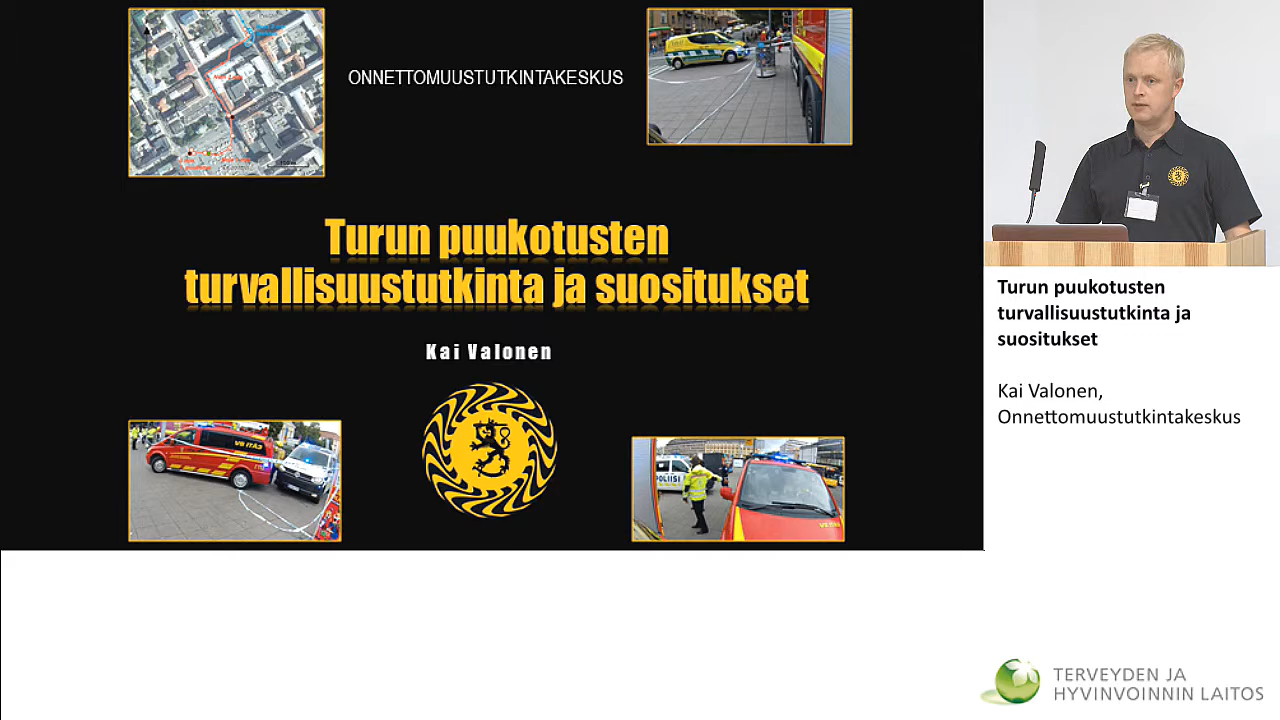 ONNETTOMUUSTUTKINTAKESKUS
Turun puukotusten
turvallisuustutkinta ja suositukset
Kai Valonen
POLIISI
Turun puukotusten
turvallisuustutkinta ja
suositukset
Kai Valonen,
Onnettomuustutkintakeskus
TERVEYDEN JA
HYVINVOINNIN LAITOS